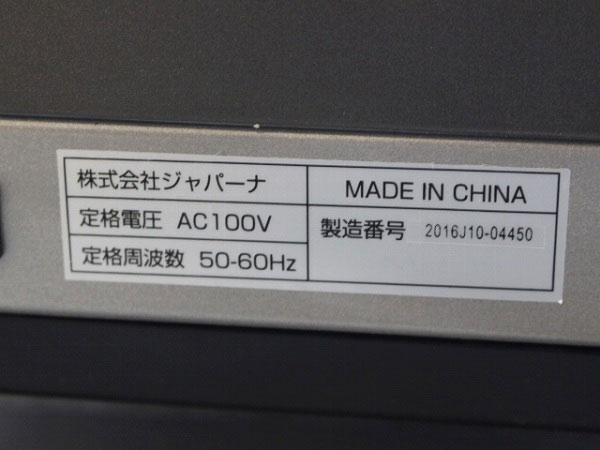 株式会社ジャパーナ
定格電圧 AC100V
定格周波数 50-60Hz
MADE IN CHINA
製造番号 2016J10-04450